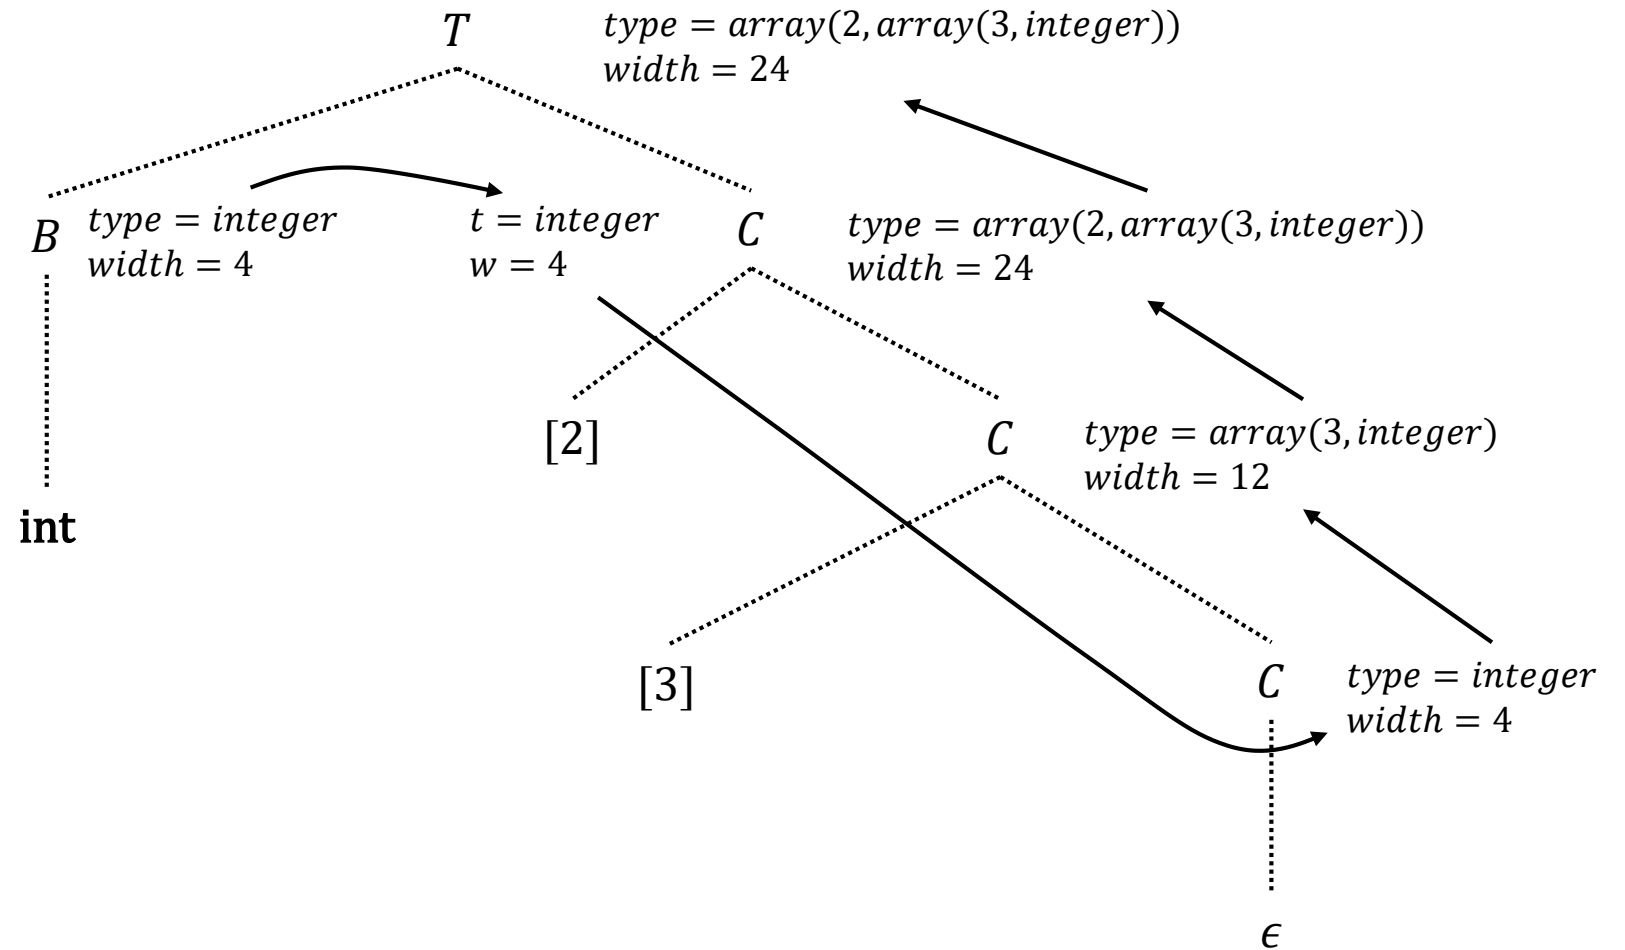 T
type = array(2, array(3, integer))
width = 24
B
type = integer
width = 4
t = integer
w = 4
C
type = array(2, array(3, integer))
width = 24
[2]
C
type = array(3, integer)
width = 12
int
[3]
C
type = integer
width = 4
ϵ